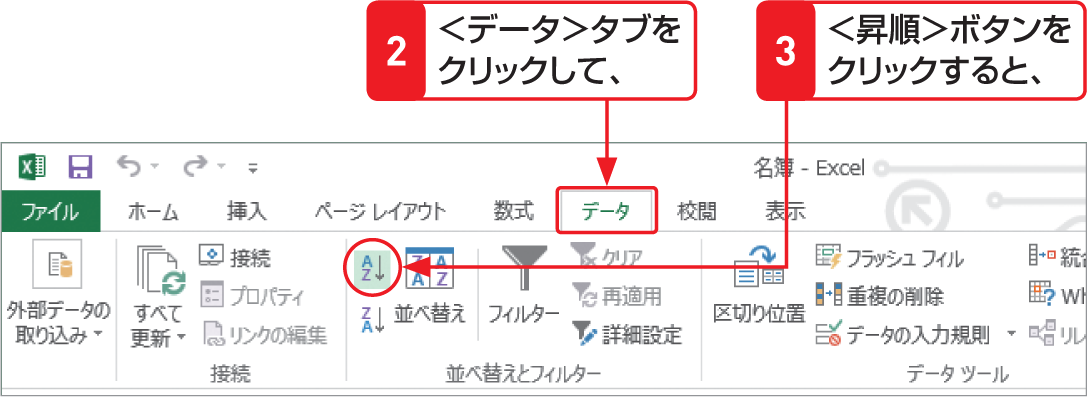 2
<データ>タブを
クリックして、
3
<昇順>ボタンを
クリックすると、
名簿 - Excel
ファイル ホーム 挿入 ページ レイアウト 数式 データ 校閲 表示
外部データの
取り込み
すべて
更新
接続
プロパティ
リンクの編集
接続
AZ
ZA
ZA AZ
並べ替え
フィルター
クリア
再適用
詳細設定
並べ替えとフィルター
区切り位置
フラッシュ フィル
重複の削除
データの入力規則
統合
Wh
リレ
データ ツール